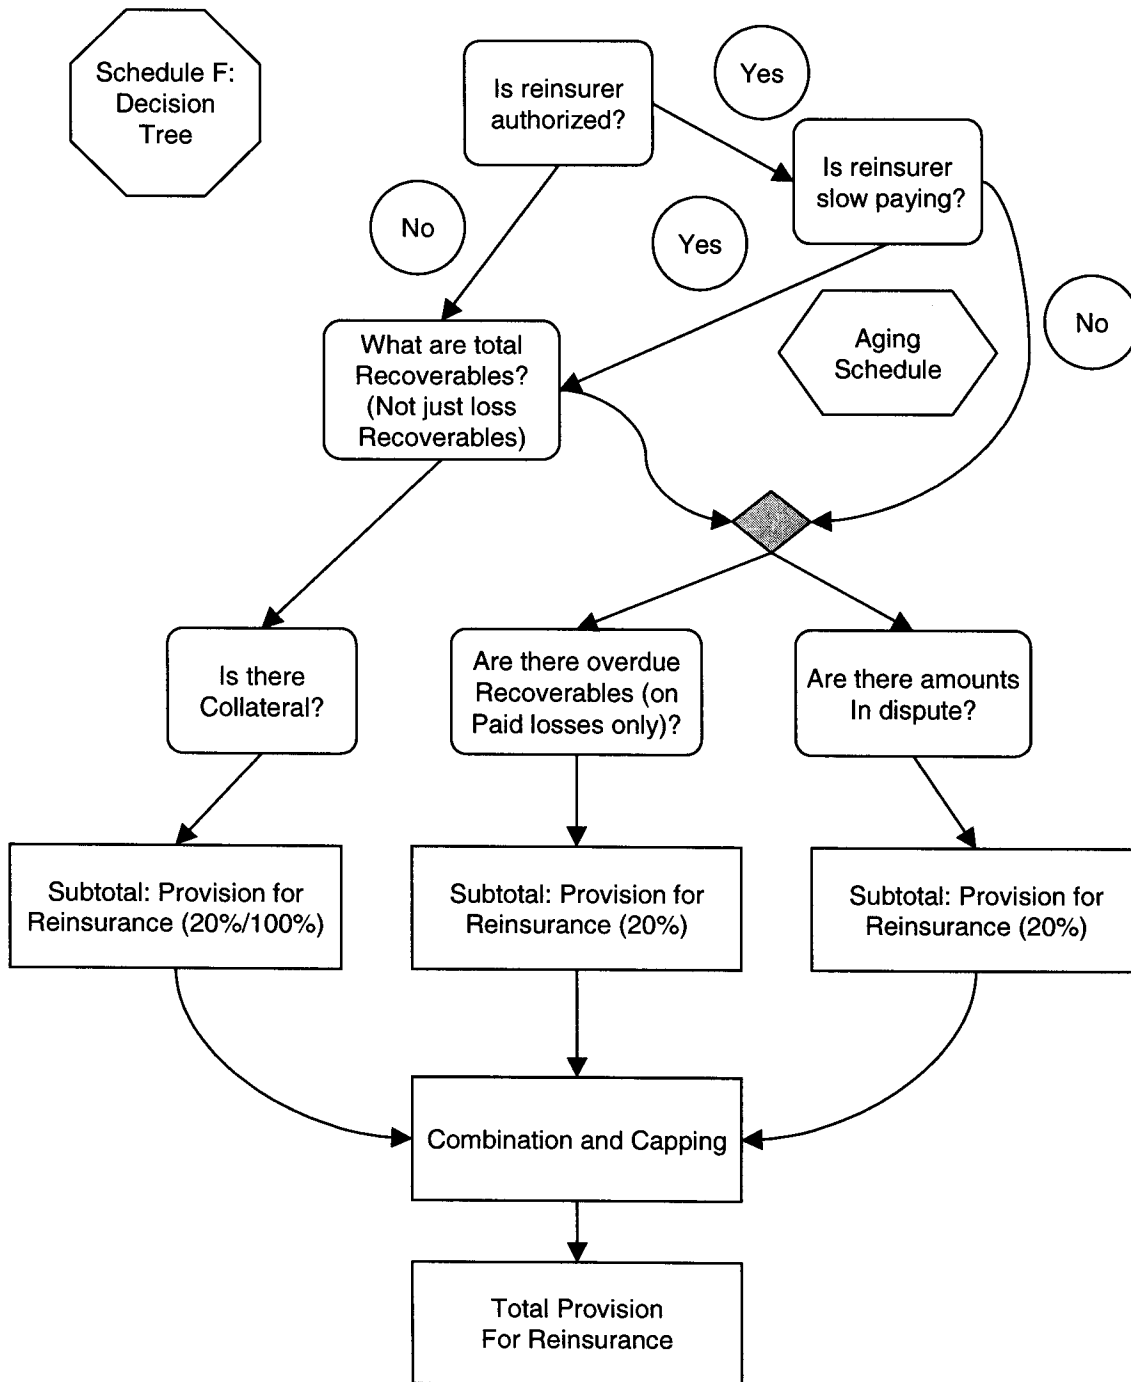 Schedule F:
Decision
Tree
Is reinsurer
authorized?
Yes
Is reinsurer
slow paying?
No
Yes
No
Aging
Schedule
What are total
Recoverables?
(Not just loss
Recoverables)
Is there
Collateral?
Are there overdue
Recoverables (on
Paid losses only)?
Are there amounts
In dispute?
Subtotal: Provision for
Reinsurance (20%/100%)
Subtotal: Provision for
Reinsurance (20%)
Subtotal: Provision for
Reinsurance (20%)
Combination and Capping
Total Provision
For Reinsurance